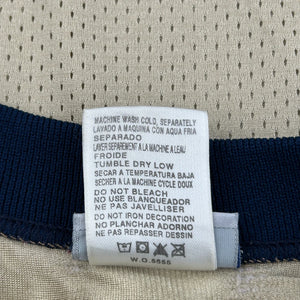 MACHINE WASH COLD, SEPARATELY
LAVADO A MAQUINA CON AQUA FRIA
SEPARADO
LAVER SEPAREMENT A LA MACHINE A L'EAU
FROIDE
TUMBLE DRY LOW
SECAR A TEMPERATURA BAJA
SECHER A LA MACHINE CYCLE DOUX
DO NOT BLEACH
NO USE BLANQUEADOR
NE PAS JAVELLISER
DO NOT IRON DECORATION
NO PLANCHAR ADORNO
NE PAS REPASSER DESSIN
W.O.5555